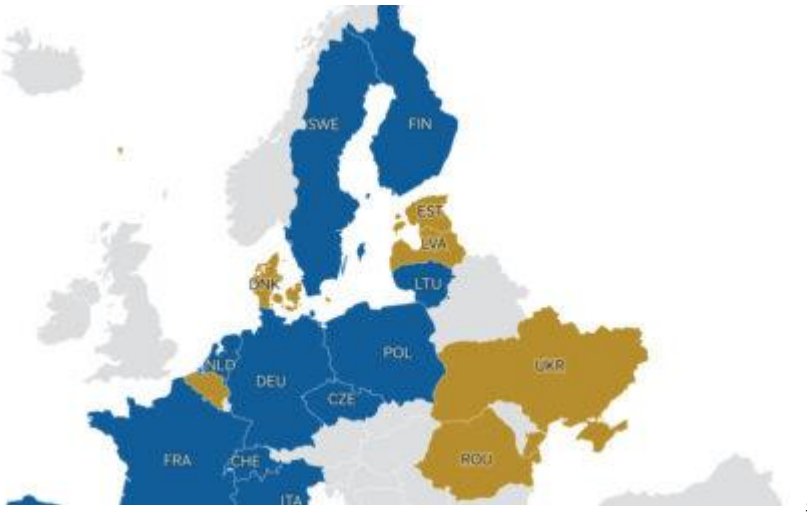 SWE
FIN
EST
LVA
DNK
LTU
NLD
POL
UKR
DEU
CZE
FRA
CHE
ROU
ITA